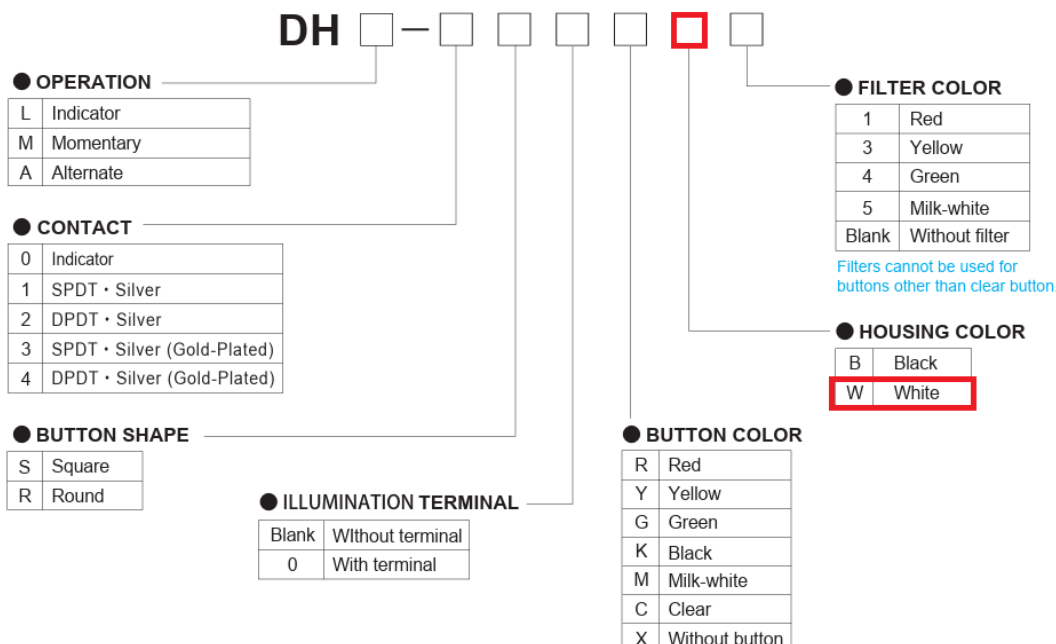 DH □-□ □ □ □ □ □
● OPERATION
L Indicator
M Momentary
A Alternate
● CONTACT
0 Indicator
1 SPDT・Silver
2 DPDT・Silver
3 SPDT・Silver (Gold-Plated)
4 DPDT・Silver (Gold-Plated)
● BUTTON SHAPE
S Square
R Round
● ILLUMINATION TERMINAL
Blank WIthout terminal
0 With terminal
● BUTTON COLOR
R Red
Y Yellow
G Green
K Black
M Milk-white
C Clear
X Without button
● FILTER COLOR
1 Red
3 Yellow
4 Green
5 Milk-white
Blank Without filter
Filters cannot be used for
buttons other than clear button
● HOUSING COLOR
B Black
W White